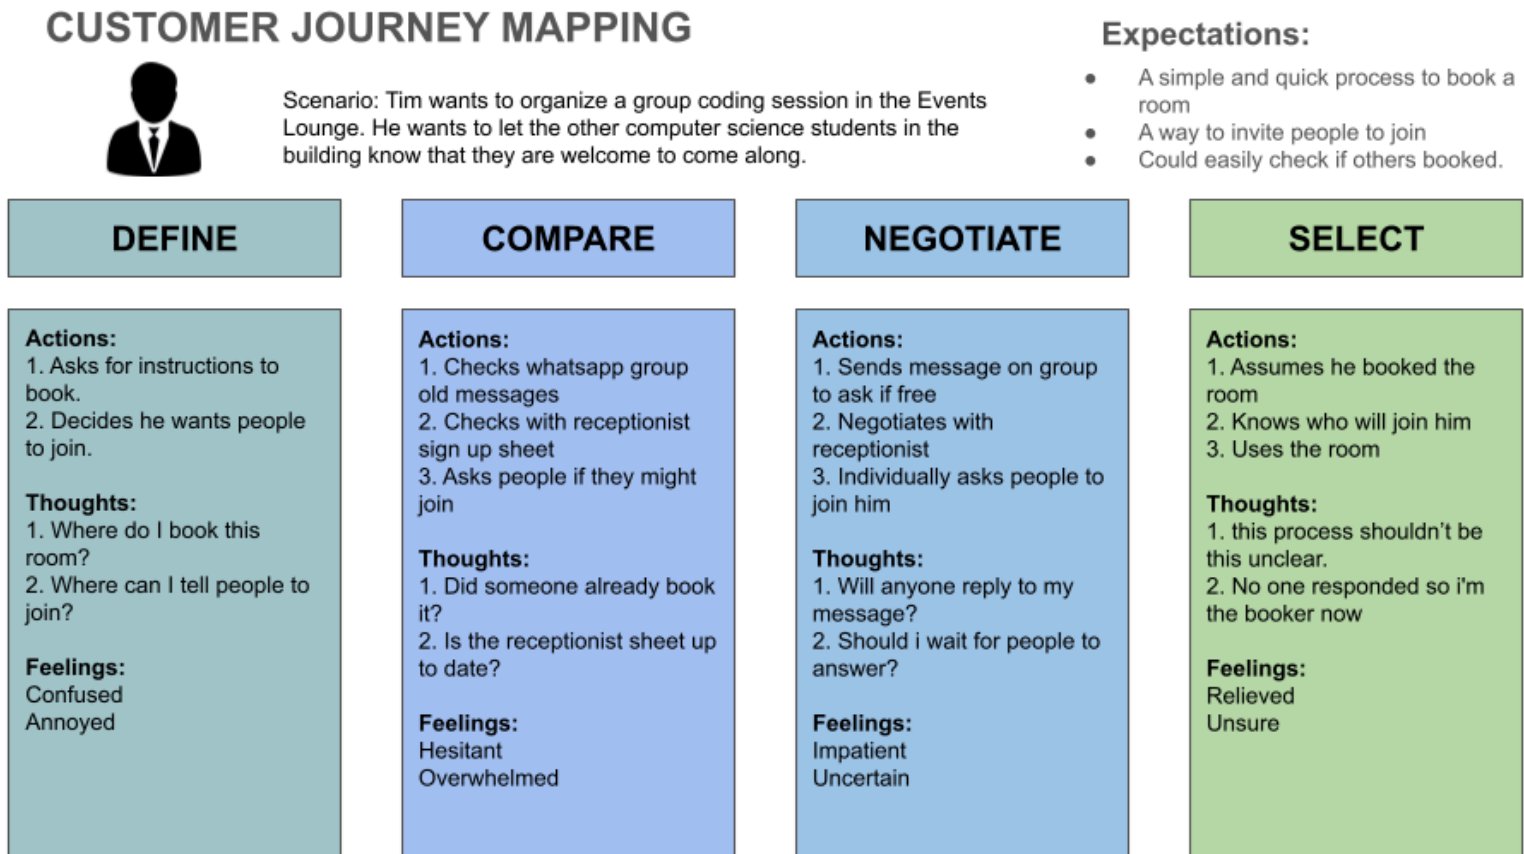 CUSTOMER JOURNEY MAPPING
Scenario: Tim wants to organize a group coding session in the Events
Lounge. He wants to let the other computer science students in the
building know that they are welcome to come along.
Expectations:
● A simple and quick process to book a
room
● A way to invite people to join
● Could easily check if others booked.
DEFINE
Actions:
1. Asks for instructions to
book.
2. Decides he wants people
to join.
Thoughts:
1. Where do I book this
room?
2. Where can I tell people to
join?
Feelings:
Confused
Annoyed
COMPARE
Actions:
1. Checks whatsapp group
old messages
2. Checks with receptionist
sign up sheet
3. Asks people if they might
join
Thoughts:
1. Did someone already book
it?
2. Is the receptionist sheet up
to date?
Feelings:
Hesitant
Overwhelmed
NEGOTIATE
Actions:
1. Sends message on group
to ask if free
2. Negotiates with
receptionist
3. Individually asks people to
join him
Thoughts:
1. Will anyone reply to my
message?
2. Should i wait for people to
answer?
Feelings:
Impatient
Uncertain
SELECT
Actions:
1. Assumes he booked the
room
2. Knows who will join him
3. Uses the room
Thoughts:
1. this process shouldn't be
this unclear.
2. No one responded so i'm
the booker now
Feelings:
Relieved
Unsure